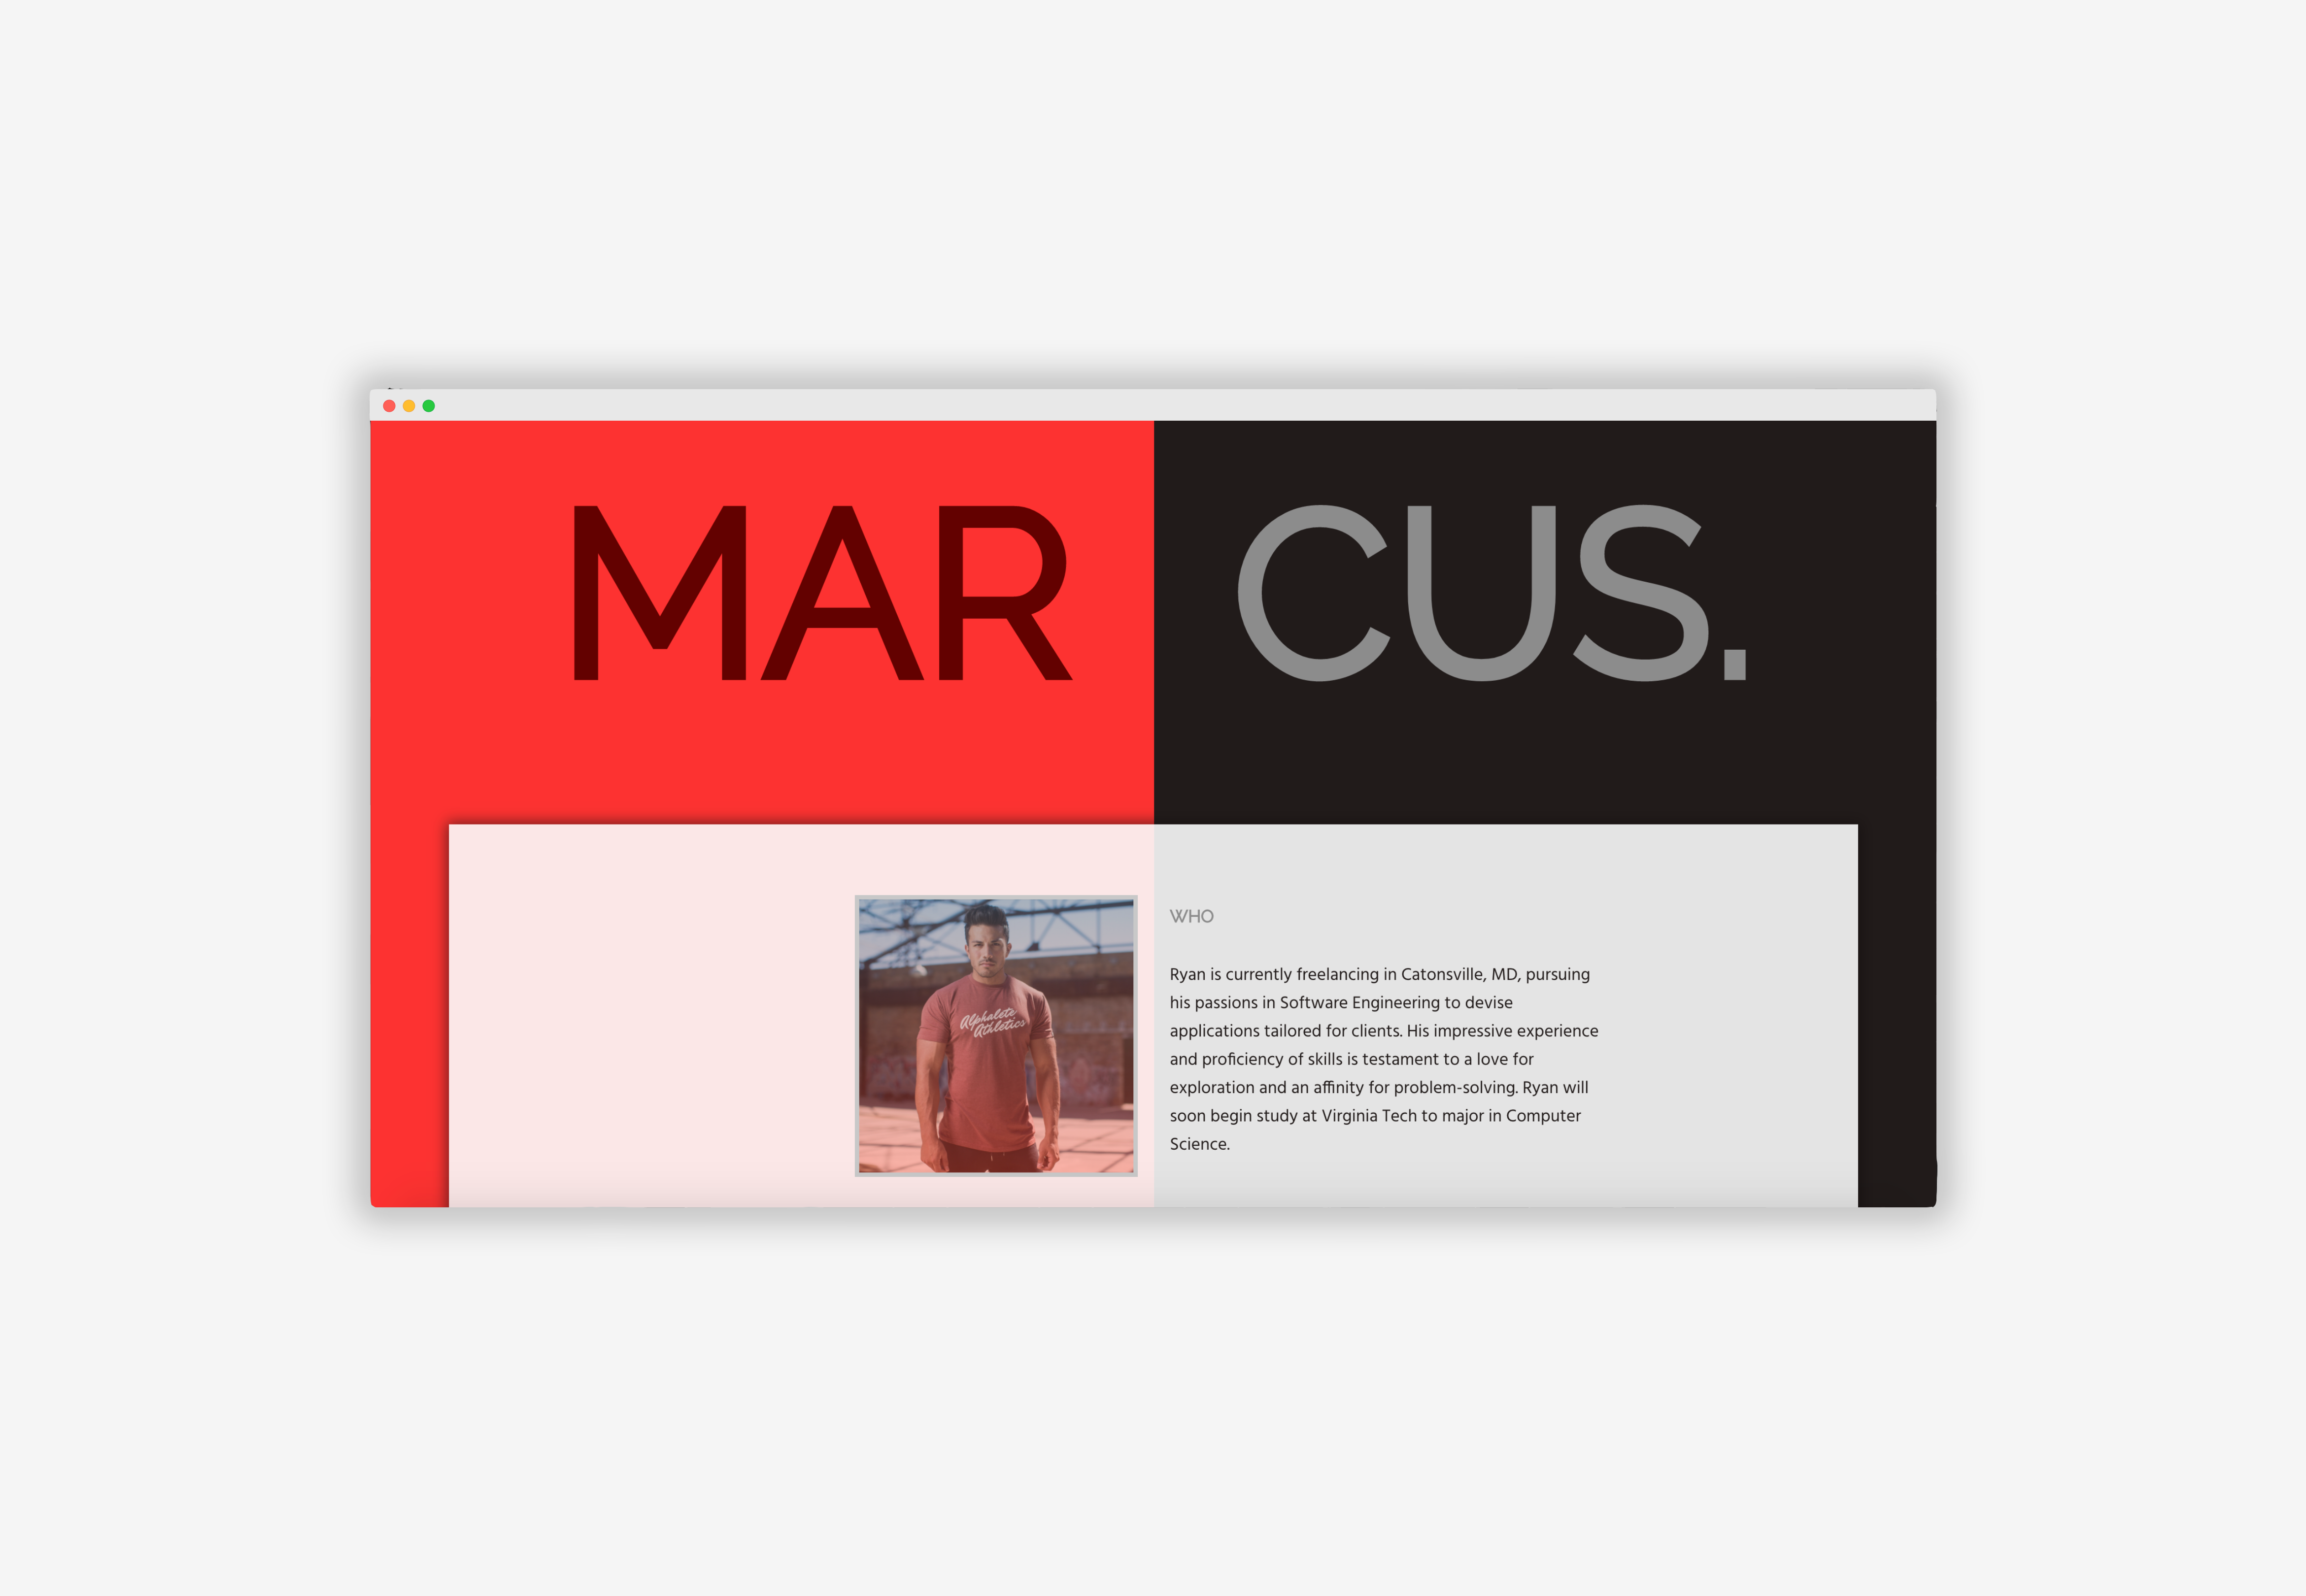 MAR CUS.
WHO
Alphalete
Athletics
Ryan is currently freelancing in Catonsville, MD, pursuing
his passions in Software Engineering to devise
applications tailored for clients. His impressive experience
and proficiency of skills is testament to a love for
exploration and an affinity for problem-solving. Ryan will
soon begin study at Virginia Tech to major in Computer
Science.